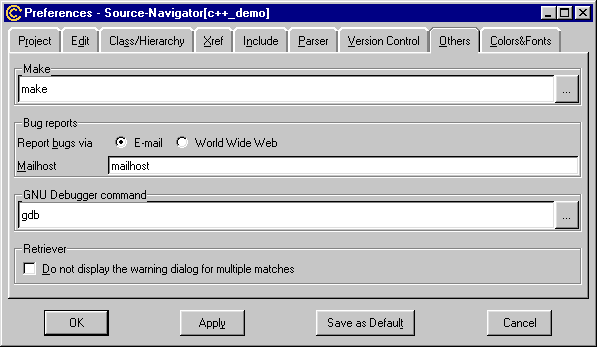 Preferences - Source-Navigator[c++_demo]
Project Edit Class/Hierarchy Xref Include Parser Version Control Others Colors&Fonts
Make
make ...
Bug reports
Report bugs via E-mail World Wide Web
Mailhost mailhost
GNU Debugger command
gdb ...
Retriever
Do not display the warning dialog for multiple matches
OK Apply Save as Default Cancel